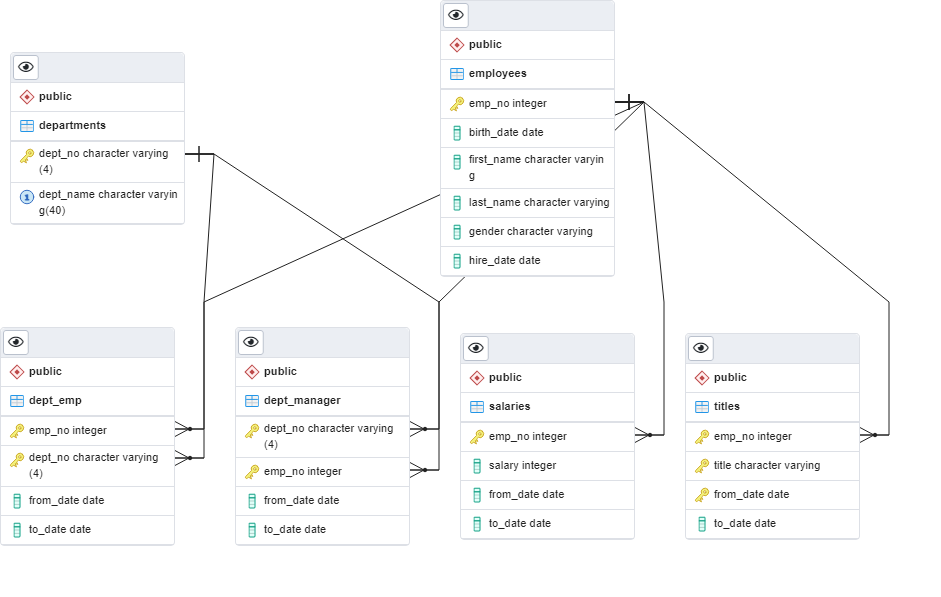 public
employees
emp_no integer
birth_date date
first_name character varyin
g
last_name character varying
gender character varying
hire_date date
public
departments
dept_no character varying
(4)
1
dept_name character varyin
g(40)
public
dept_emp
emp_no integer
dept_no character varying
(4)
from_date date
to_date date
public
dept_manager
dept_no character varying
(4)
emp_no integer
from_date date
to_date date
public
salaries
emp_no integer
salary integer
from_date date
to_date date
public
titles
emp_no integer
title character varying
from_date date
to_date date